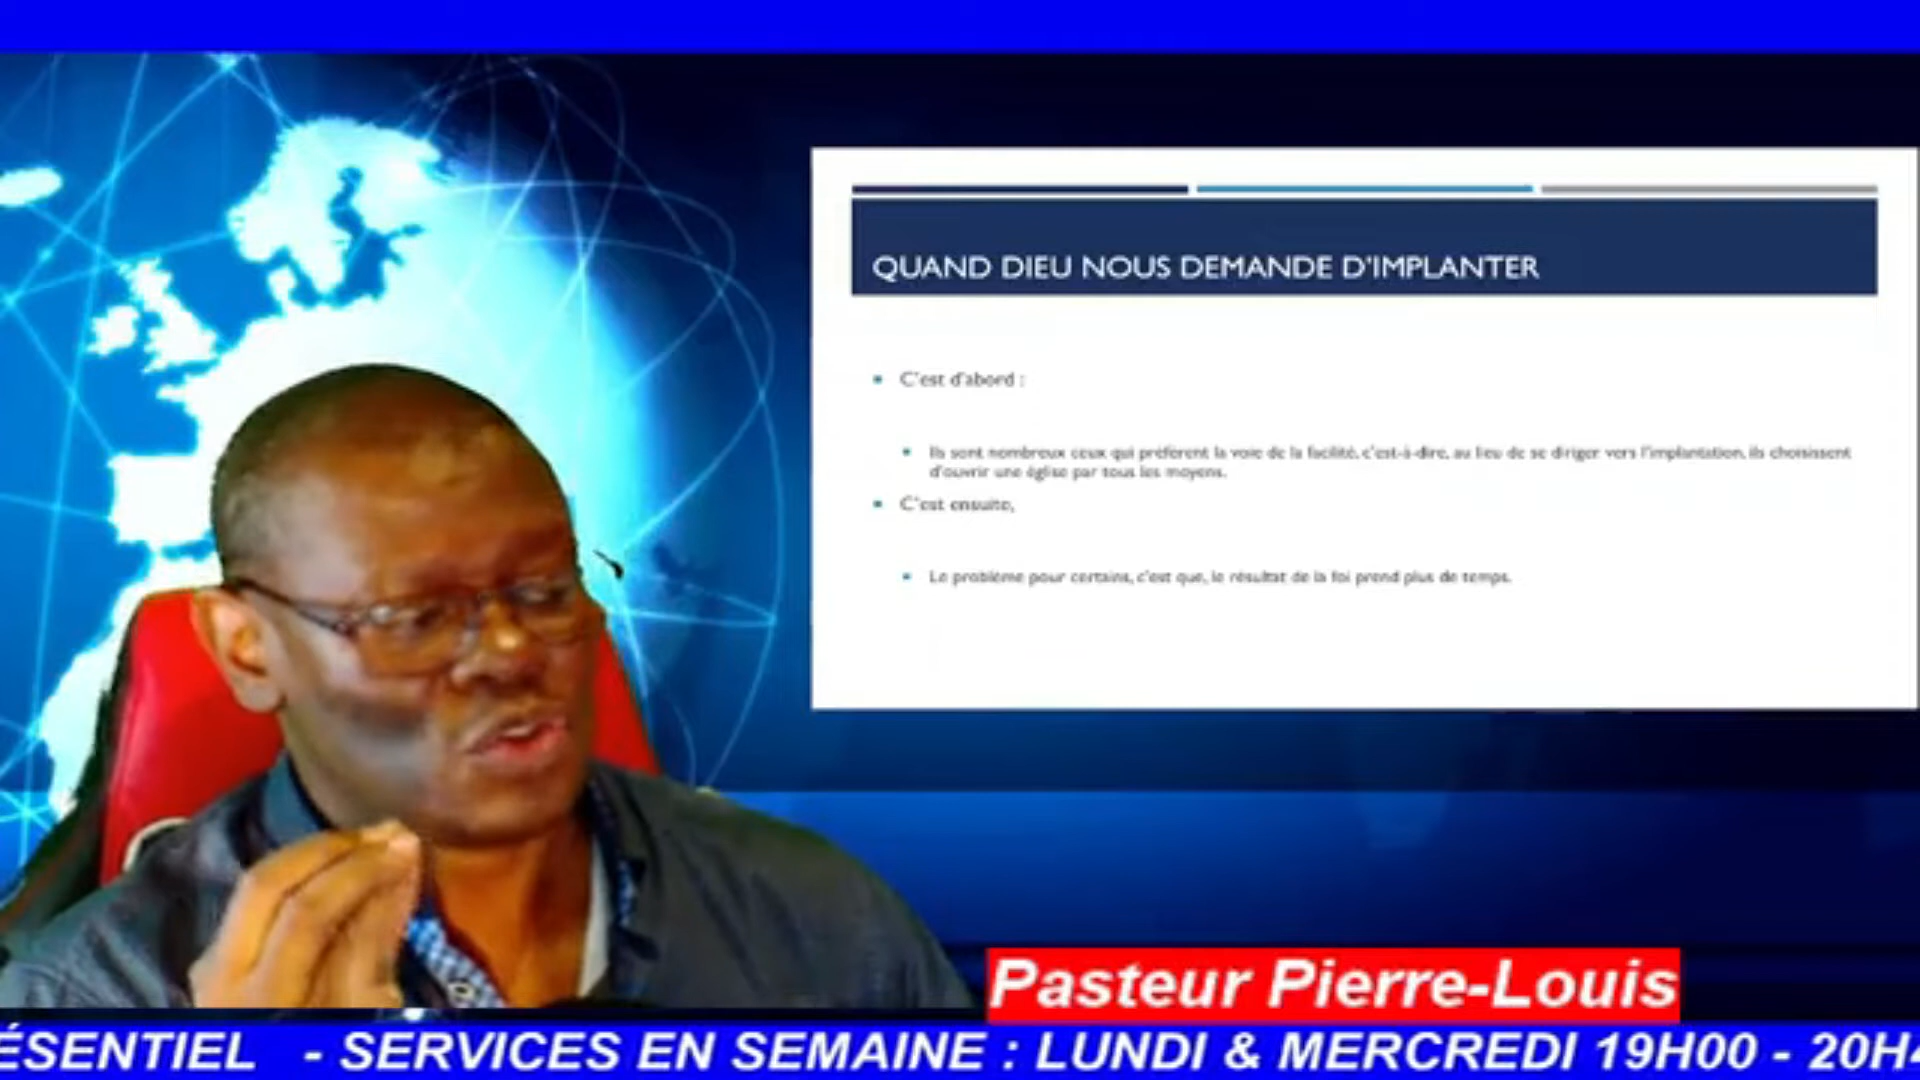 QUAND DIEU NOUS DEMANDE D'IMPLANTER
C'est d'abord :
Ils sont nombreux ceux qui préfèrent la voie de la facilité, c'est-à-dire, au lieu de se diriger vers l'implantation, ils choisissent
d'ouvrir une église par tous les moyens.
C'est ensuite,
Le problème pour certains, c'est que, le résultat de la foi prend plus de temps.
Pasteur Pierre-Louis
ÉSENTIEL - SERVICES EN SEMAINE : LUNDI & MERCREDI 19H00 - 20H4